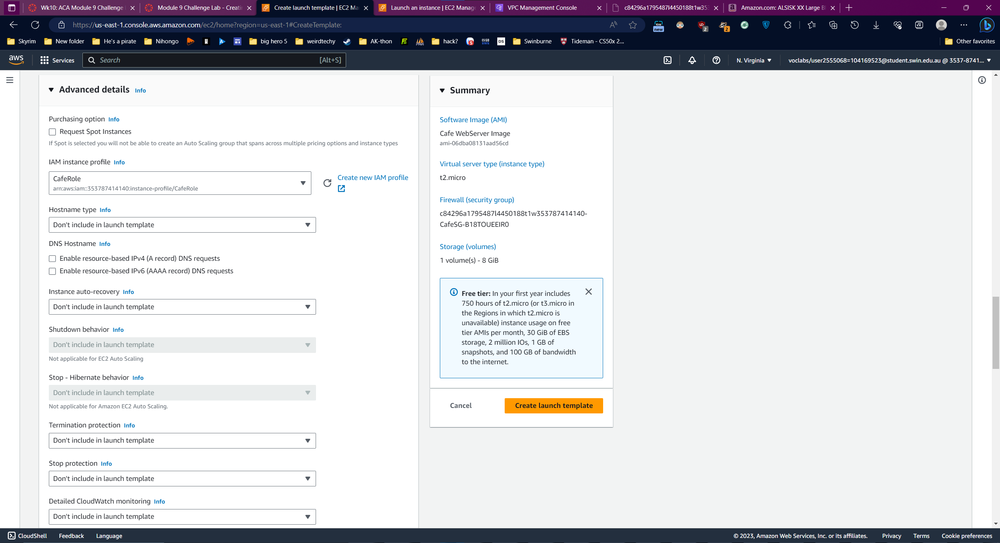 Wk10: ACA Module 9 Challenge
Module 9 Challenge Lab - Creati
Create launch template | EC2 Ma
Launch an instance | EC2 Manage
VPC Management Console
c84296a1795487l4450188t1w353
Amazon.com: ALSISK XX Large B
https://us-east-1.console.aws.amazon.com/ec2/home?region=us-east-1#CreateTemplate:
new
2
2
Skyrim
New folder
He's a pirate
Nihongo
big hero 5
weirdtechy
AK-thon
hack?
DS
Swinburne
Tideman - CS50x 2...
Other favorites
aws
Services
Search
[Alt+S]
N. Virginia
voclabs/user2555068=104169523@student.swin.edu.au @ 3537-8741...
Advanced details Info
Purchasing option Info
Request Spot Instances
If Spot is selected you will not be able to create an Auto Scaling group that spans across multiple pricing options and instance types
IAM instance profile Info
CafeRole
arn:aws:iam::353787414140:instance-profile/CafeRole
Create new IAM profile
Hostname type Info
Don't include in launch template
DNS Hostname Info
Enable resource-based IPv4 (A record) DNS requests
Enable resource-based IPv6 (AAAA record) DNS requests
Instance auto-recovery Info
Don't include in launch template
Shutdown behavior Info
Don't include in launch template
Not applicable for EC2 Auto Scaling
Stop - Hibernate behavior Info
Don't include in launch template
Not applicable for Amazon EC2 Auto Scaling.
Termination protection Info
Don't include in launch template
Stop protection Info
Don't include in launch template
Detailed CloudWatch monitoring Info
Don't include in launch template
Summary
Software Image (AMI)
Cafe WebServer Image
ami-06dba08131aad56cd
Virtual server type (instance type)
t2.micro
Firewall (security group)
c84296a1795487l4450188t1w353787414140-
CafeSG-B18TOUEEIR0
Storage (volumes)
1 volume(s) - 8 GiB
Free tier: In your first year includes
750 hours of t2.micro (or t3.micro in
the Regions in which t2.micro is
unavailable) instance usage on free
tier AMIs per month, 30 GiB of EBS
storage, 2 million IOs, 1 GB of
snapshots, and 100 GB of bandwidth
to the internet.
Cancel
Create launch template
CloudShell
Feedback
Language
© 2023, Amazon Web Services, Inc. or its affiliates.
Privacy
Terms
Cookie preferences